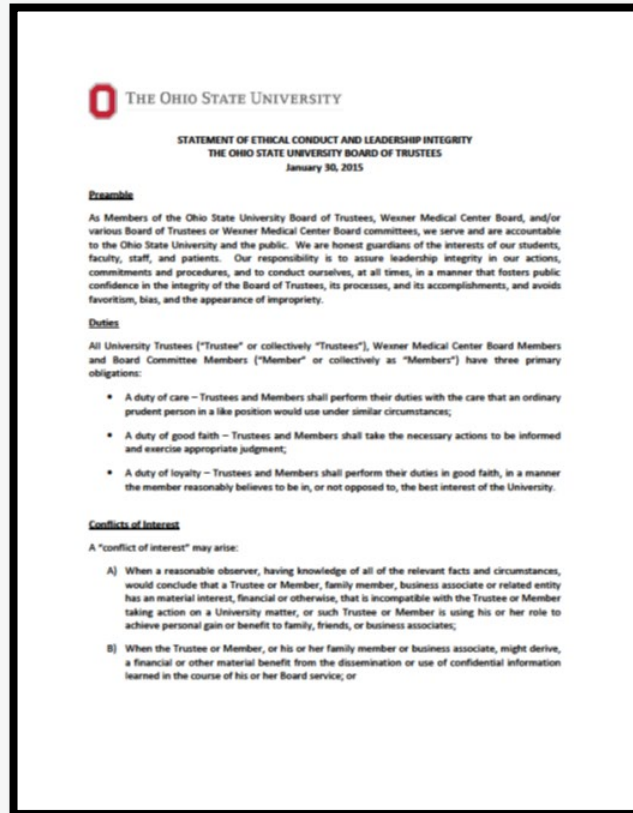 THE OHIO STATE UNIVERSITY
STATEMENT OF ETHICAL CONDUCT AND LEADERSHIP INTEGRITY
THE OHIO STATE UNIVERSITY BOARD OF TRUSTEES
January 30, 2015
Preamble
As Members of the Ohio State University Board of Trustees, Wexner Medical Center Board, and/or
various Board of Trustees or Wexner Medical Center Board committees, we serve and are accountable
to the Ohio State University and the public. We are honest guardians of the interests of our students,
faculty, staff, and patients. Our responsibility is to assure leadership integrity in our actions,
commitments and procedures, and to conduct ourselves, at all times, in a manner that fosters public
confidence in the integrity of the Board of Trustees, its processes, and its accomplishments, and avoids
favoritism, bias, and the appearance of impropriety.
Duties
All University Trustees ("Trustee" or collectively "Trustees"), Wexner Medical Center Board Members
and Board Committee Members ("Member" or collectively as "Members") have three primary
obligations:
• A duty of care – Trustees and Members shall perform their duties with the care that an ordinary
prudent person in a like position would use under similar circumstances;
• A duty of good faith – Trustees and Members shall take the necessary actions to be informed
and exercise appropriate judgment;
• A duty of loyalty – Trustees and Members shall perform their duties in good faith, in a manner
the member reasonably believes to be in, or not opposed to, the best interest of the University.
Conflicts of Interest
A "conflict of interest" may arise:
A) When a reasonable observer, having knowledge of all of the relevant facts and circumstances,
would conclude that a Trustee or Member, family member, business associate or related entity
has an material interest, financial or otherwise, that is incompatible with the Trustee or Member
taking action on a University matter, or such Trustee or Member is using his or her role to
achieve personal gain or benefit to family, friends, or business associates;
B) When the Trustee or Member, or his or her family member or business associate, might derive,
a financial or other material benefit from the dissemination or use of confidential information
learned in the course of his or her Board service; or